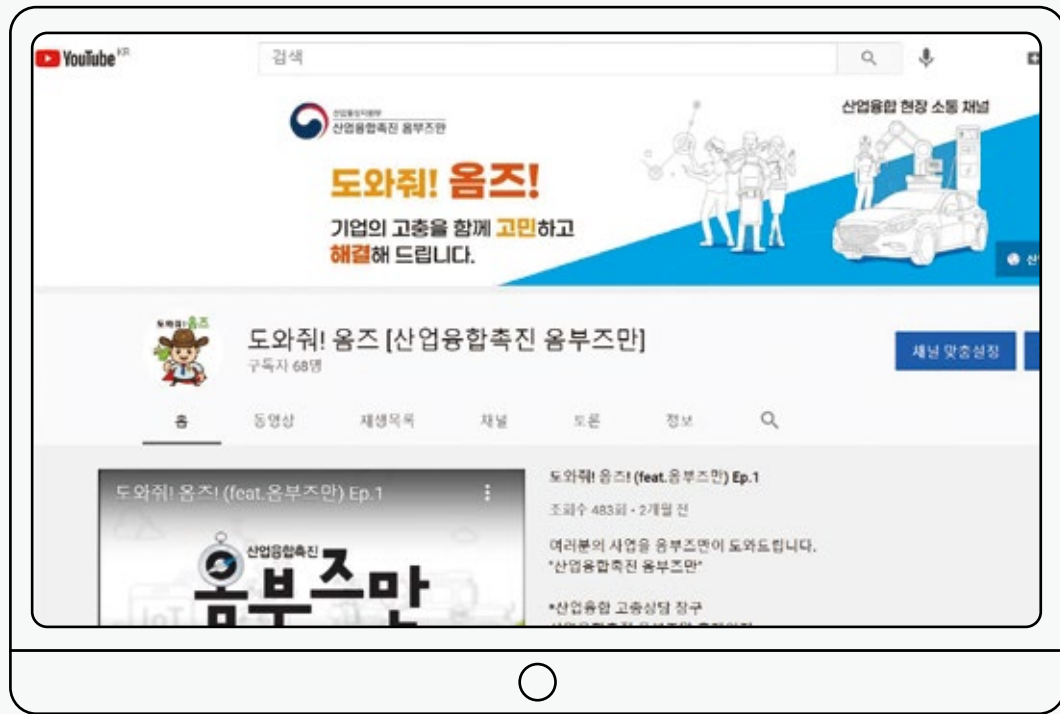 YouTube KR
검색
산업통상자원부
산업융합촉진 옴부즈만
산업융합 현장 소통 채널
도와줘! 옴즈!
기업의 고충을 함께 고민하고
해결해 드립니다.
도와줘! 옴즈
도와줘! 옴즈 [산업융합촉진 옴부즈만]
구독자 68명
채널 맞춤설정
홈 동영상 재생목록 채널 토론 정보
도와줘! 옴즈! (feat.옴부즈만) Ep.1
산업융합촉진
옴부즈만
IoT
도와줘! 옴즈! (feat.옴부즈만) Ep.1
조회수 483회 • 2개월 전
여러분의 사업을 옴부즈만이 도와드립니다.
"산업융합촉진 옴부즈만"
*산업융합 고충상담 창구